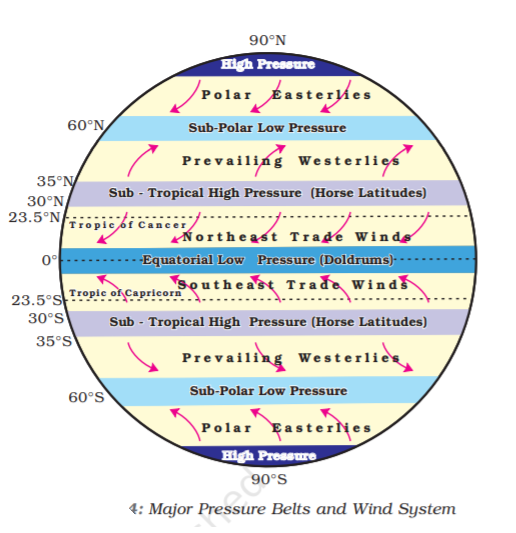 90°N
High Pressure
Polar Easterlies
60°N
Sub-Polar Low Pressure
Prevailing Westerlies
35°N
Sub - Tropical High Pressure (Horse Latitudes)
30°N
23.5°N
Tropic of Cancer
Northeast Trade Winds
0°
Equatorial Low Pressure (Doldrums)
Southeast Trade Winds
Tropic of Capricorn
23.5°S
30°S
Sub - Tropical High Pressure (Horse Latitudes)
35°S
Prevailing Westerlies
Sub-Polar Low Pressure
60°S
Polar Easterlies
High Pressure
90°S
4: Major Pressure Belts and Wind System